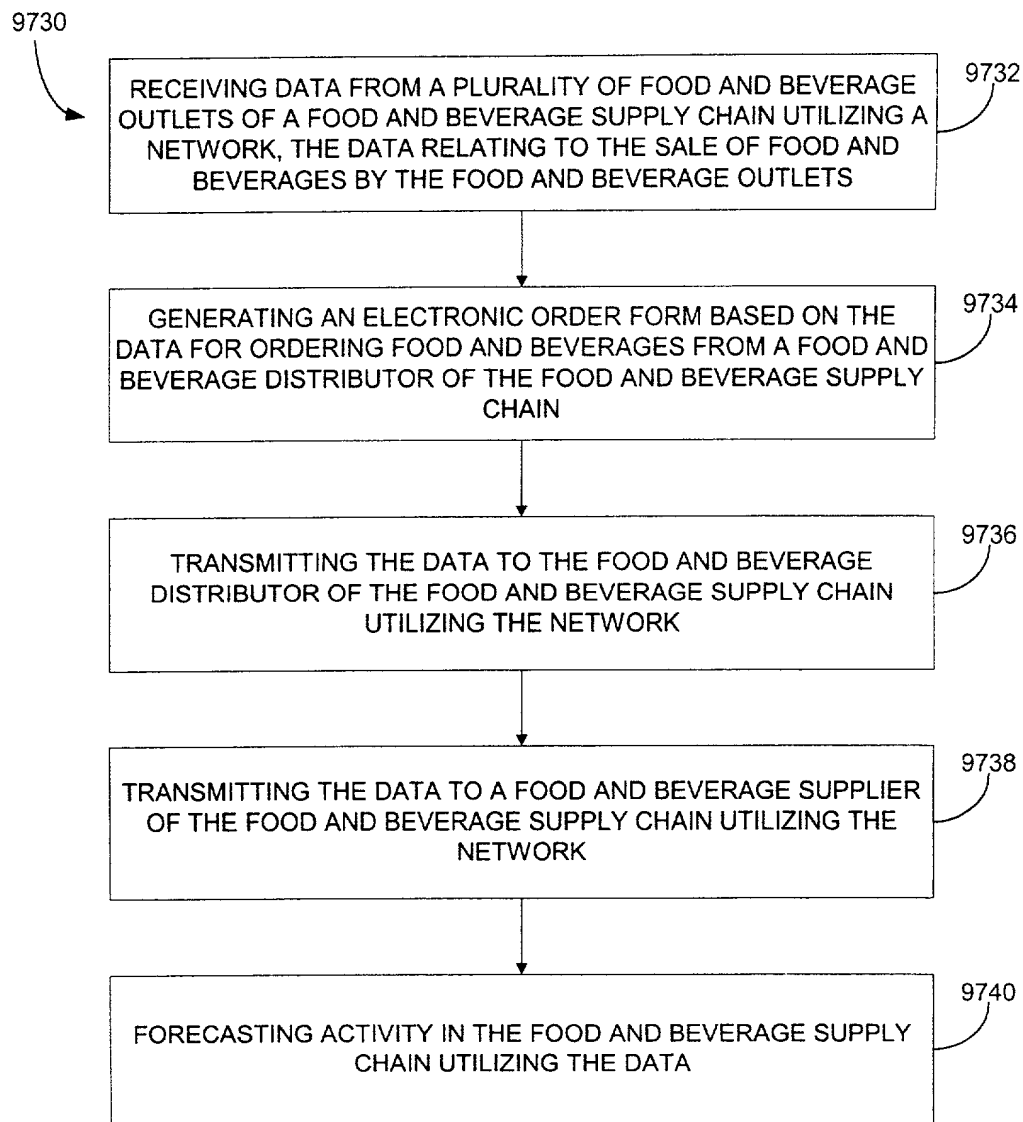 9730
9732
RECEIVING DATA FROM A PLURALITY OF FOOD AND BEVERAGE
OUTLETS OF A FOOD AND BEVERAGE SUPPLY CHAIN UTILIZING A
NETWORK, THE DATA RELATING TO THE SALE OF FOOD AND
BEVERAGES BY THE FOOD AND BEVERAGE OUTLETS
9734
GENERATING AN ELECTRONIC ORDER FORM BASED ON THE
DATA FOR ORDERING FOOD AND BEVERAGES FROM A FOOD AND
BEVERAGE DISTRIBUTOR OF THE FOOD AND BEVERAGE SUPPLY
CHAIN
9736
TRANSMITTING THE DATA TO THE FOOD AND BEVERAGE
DISTRIBUTOR OF THE FOOD AND BEVERAGE SUPPLY CHAIN
UTILIZING THE NETWORK
9738
TRANSMITTING THE DATA TO A FOOD AND BEVERAGE SUPPLIER
OF THE FOOD AND BEVERAGE SUPPLY CHAIN UTILIZING THE
NETWORK
9740
FORECASTING ACTIVITY IN THE FOOD AND BEVERAGE SUPPLY
CHAIN UTILIZING THE DATA